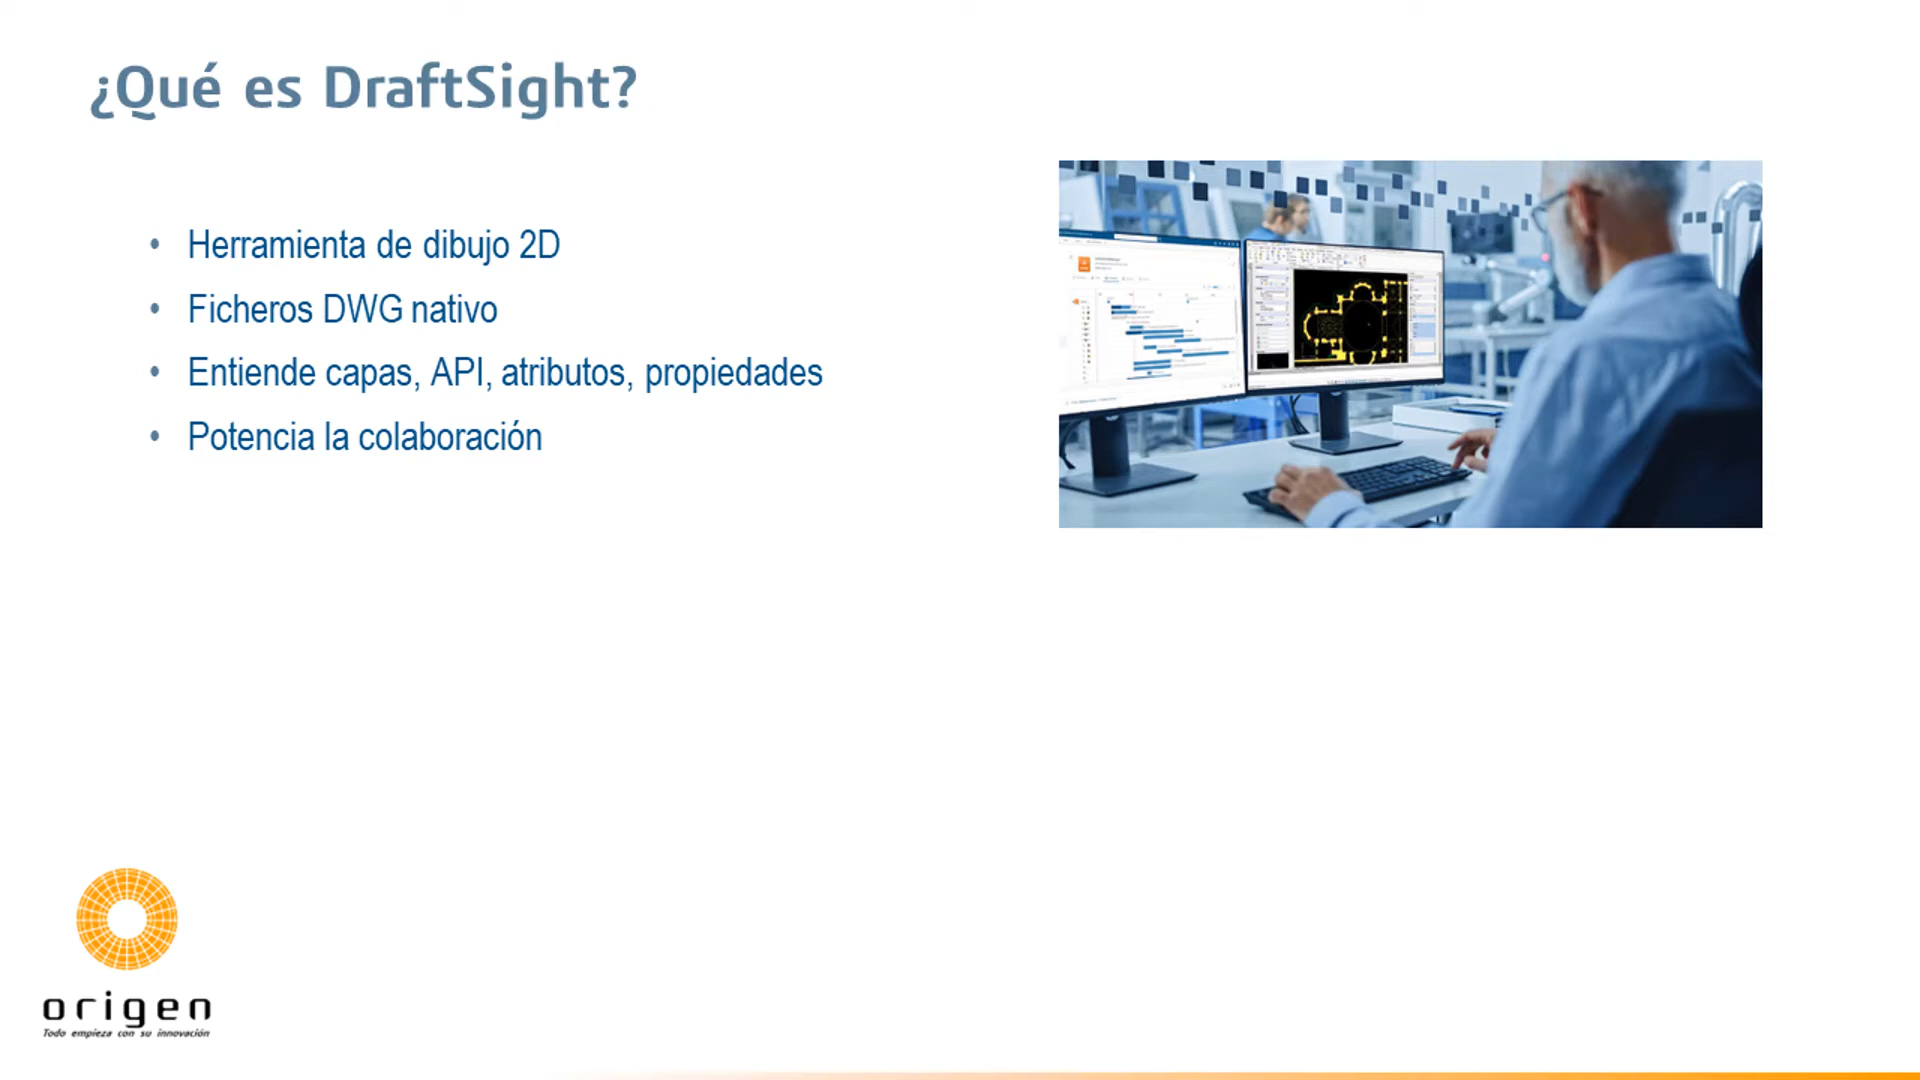 ¿Qué es DraftSight?
• Herramienta de dibujo 2D
• Ficheros DWG nativo
• Entiende capas, API, atributos, propiedades
• Potencia la colaboración
origen
Todo empieza con su innovación